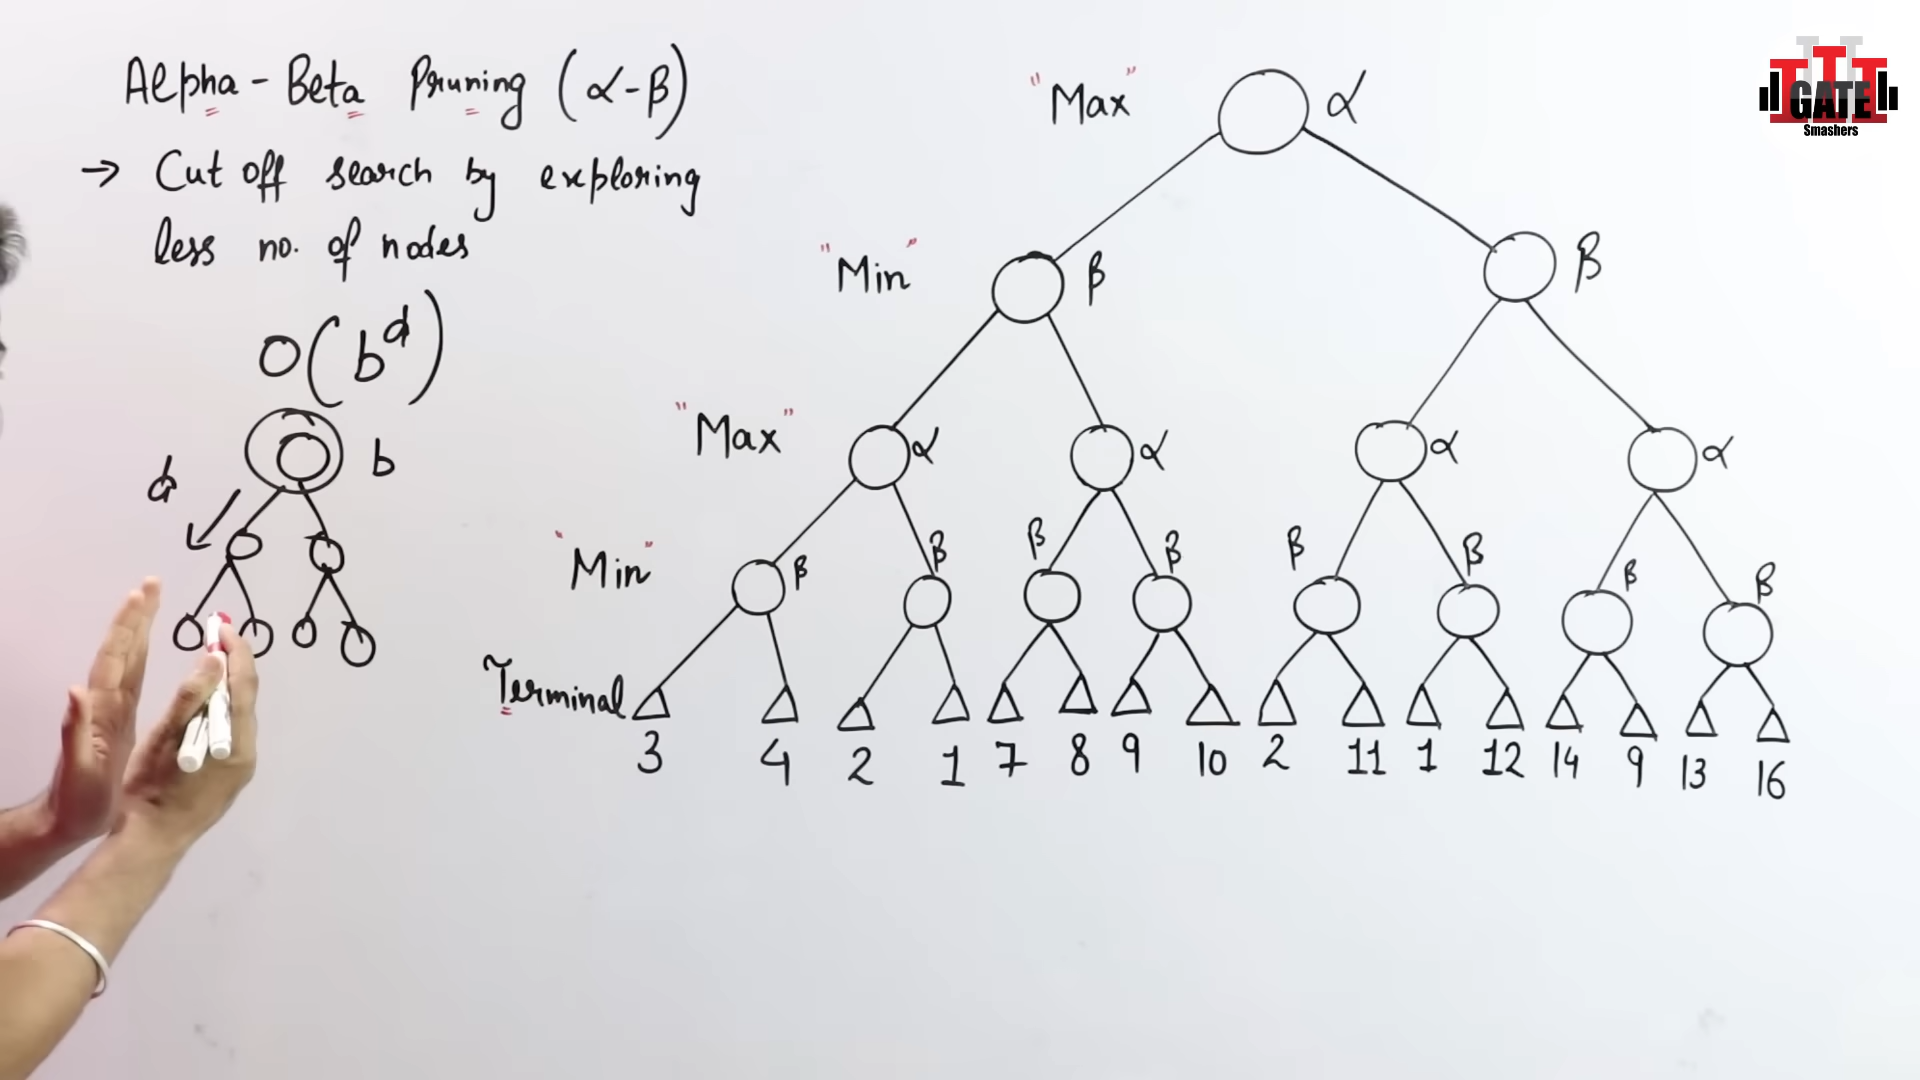 Alpha-Beta Pruning (α-β)
→ Cut off search by exploring
less no. of nodes
O(b^d)
d b
"Max" α
"Min" β β
"Max" α α α α
"Min" β β β β β β β β
Terminal
3 4 2 1 7 8 9 10 2 11 1 12 14 9 13 16
GATE
Smashers